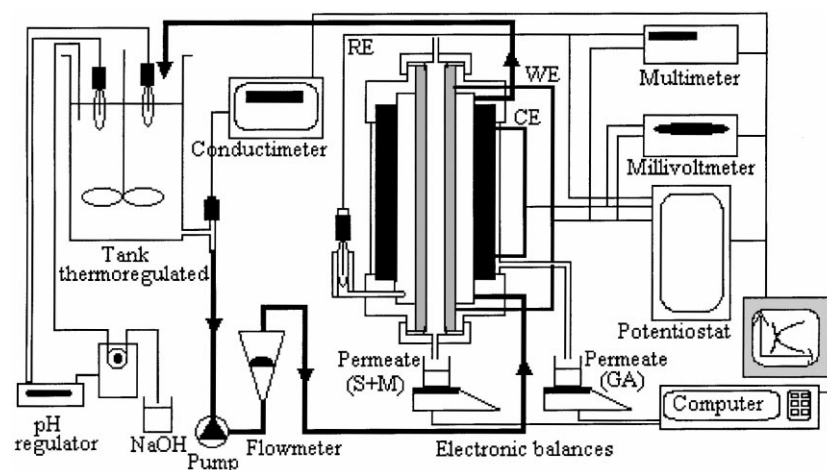 RE
WE
CE
Multimeter
Conductimeter
Millivoltmeter
Tank
thermoregulated
Potentiostat
Permeate
(S+M)
Permeate
(GA)
Computer
pH
regulator
NaOH
Pump
Flowmeter
Electronic balances